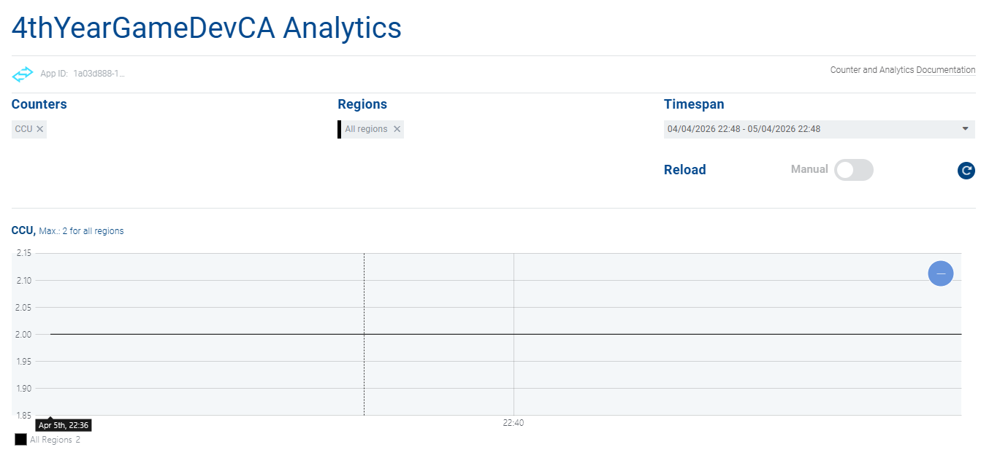 4thYearGameDevCA Analytics
App ID: 1a03d888-1...
Counter and Analytics Documentation
Counters
Regions
Timespan
CCU ✕
All regions ✕
04/04/2026 22:48 - 05/04/2026 22:48
Reload
Manual
CCU, Max.: 2 for all regions
2.15
2.10
2.05
2.00
1.95
1.90
1.85
Apr 5th, 22:36
22:40
All Regions 2